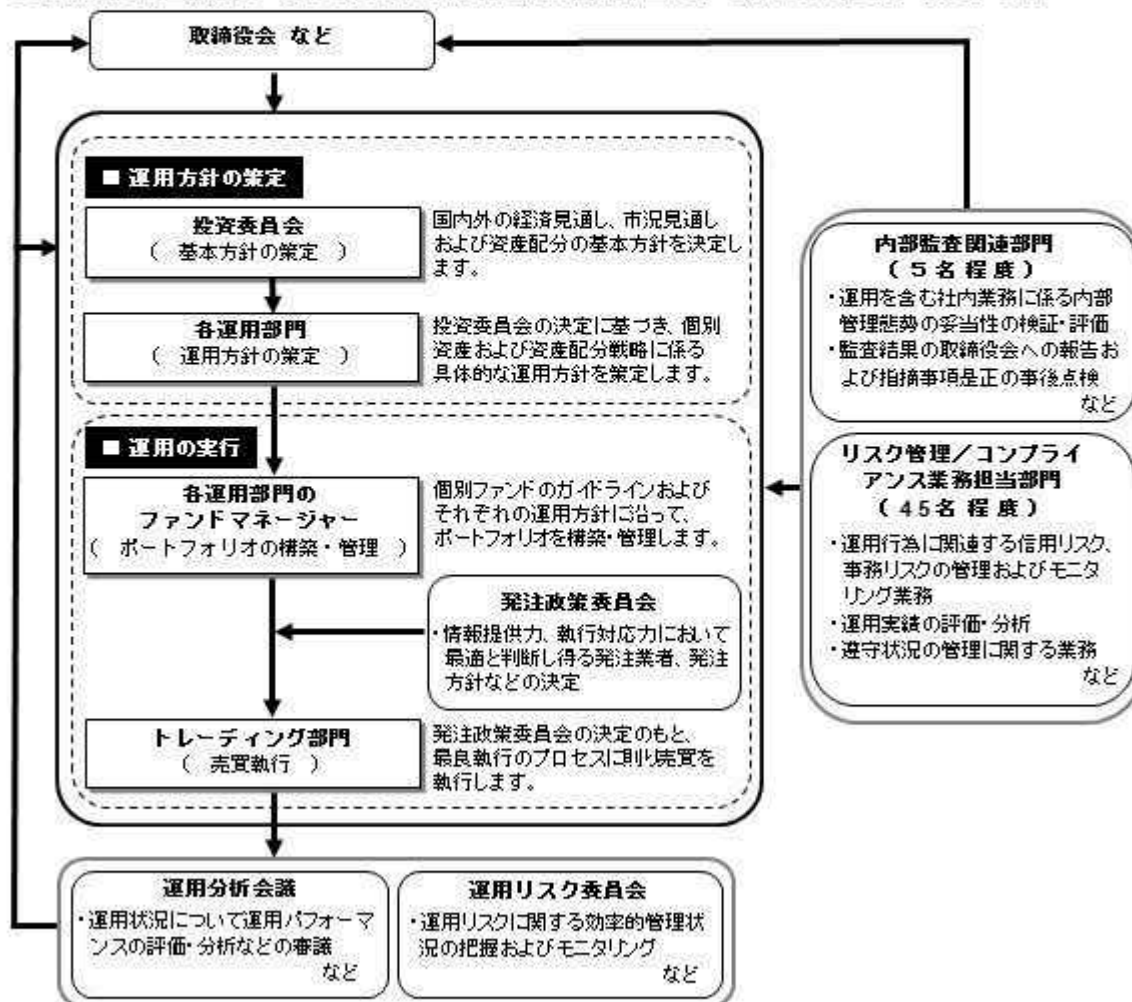 取締役会 など
■ 運用方針の策定
投資委員会
( 基本方針の策定 )
国内外の経済見通し、市況見通し
および資産配分の基本方針を決定し
ます。
各運用部門
( 運用方針の策定 )
投資委員会の決定に基づき、個別
資産および資産配分戦略に係る
具体的な運用方針を策定します。
■ 運用の実行
各運用部門の
ファンドマネージャー
( ポートフォリオの構築・管理 )
個別ファンドのガイドラインおよび
それぞれの運用方針に沿って、
ポートフォリオを構築・管理します。
発注政策委員会
・情報提供力、執行対応力において
最適と判断し得る発注業者、発注
方針などの決定
トレーディング部門
( 売買執行 )
発注政策委員会の決定のもと、
最良執行のプロセスに則り売買を
執行します。
内部監査関連部門
( 5名程度 )
・運用を含む社内業務に係る内部
管理態勢の妥当性の検証・評価
・監査結果の取締役会への報告お
よび指摘事項是正の事後点検
など
リスク管理/コンプライ
アンス業務担当部門
( 45名程度 )
・運用行為に関連する信用リスク、
事務リスクの管理およびモニタ
リング業務
・運用実績の評価・分析
・遵守状況の管理に関する業務
など
運用分析会議
・運用状況について運用パフォーマ
ンスの評価・分析などの審議
など
運用リスク委員会
・運用リスクに関する効率的管理状
況の把握およびモニタリング
など